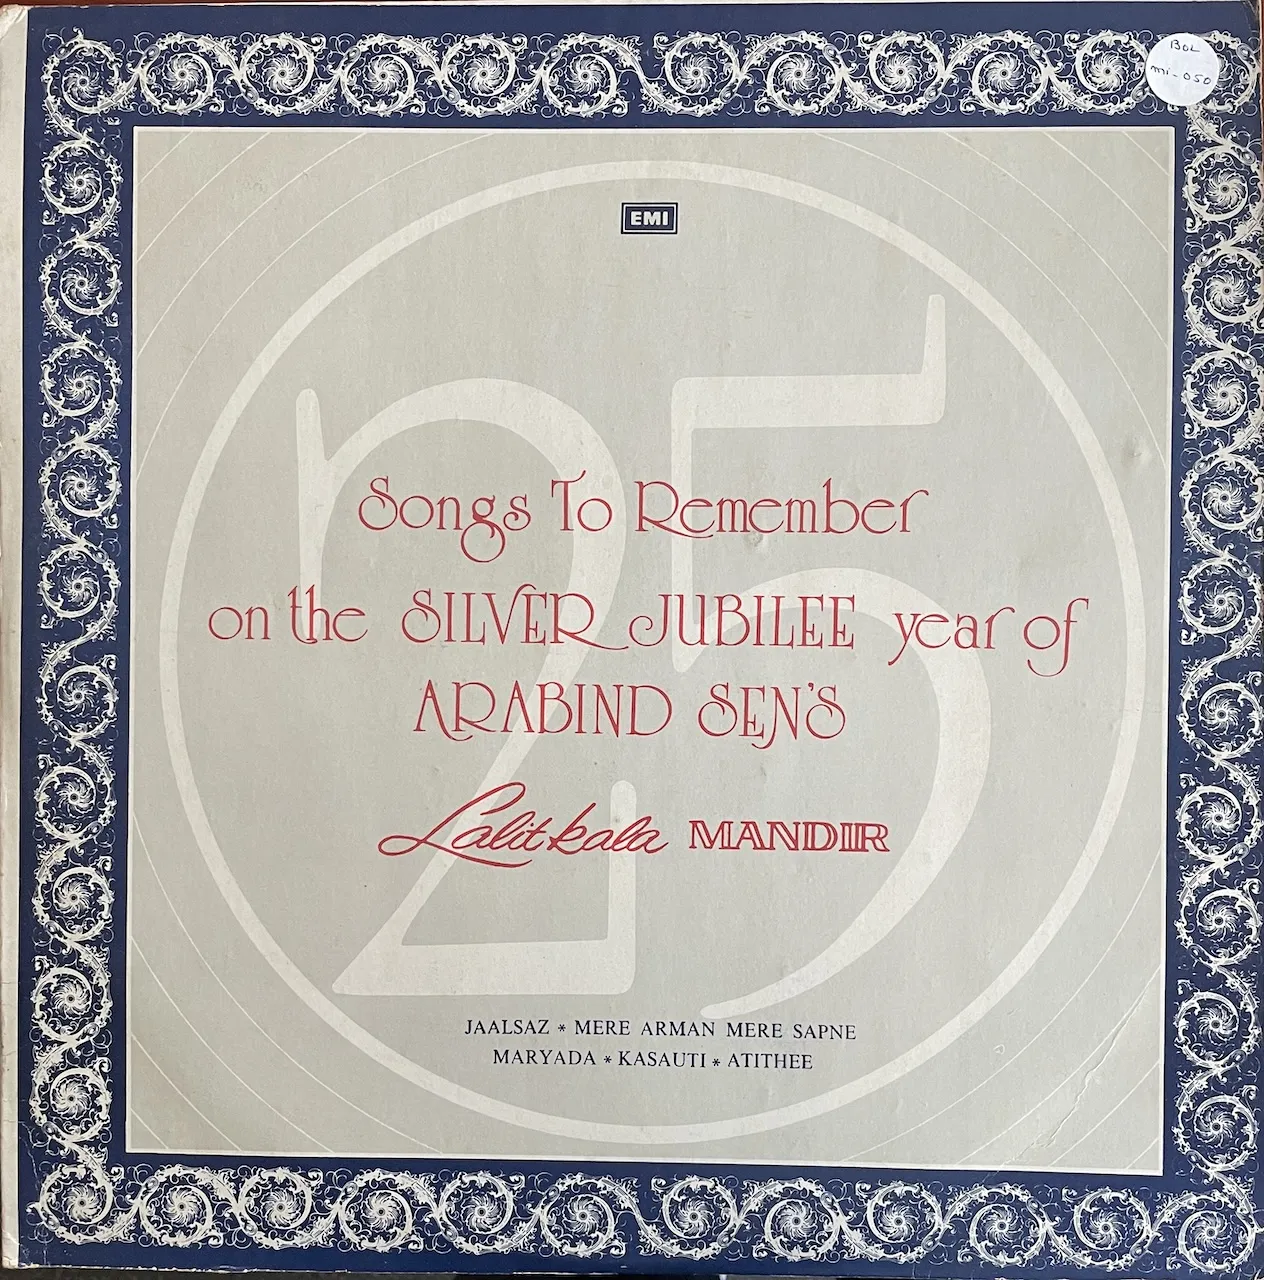 BOL
mi-050
EMI
25
Songs To Remember
on the SILVER JUBILEE year of
ARABIND SEN'S
Lalitkala MANDIR
JAALSAZ * MERE ARMAN MERE SAPNE
MARYADA * KASAUTI * ATITHEE